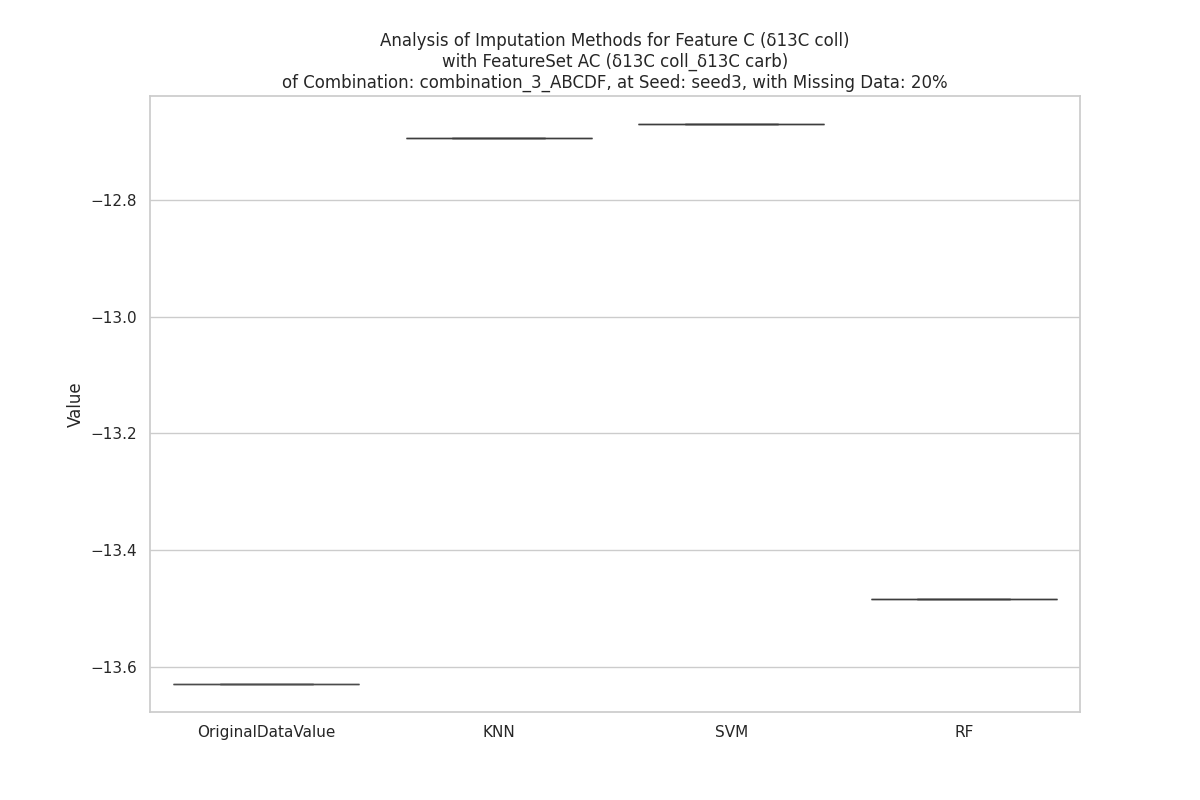 Analysis of Imputation Methods for Feature C (δ13C coll)
with FeatureSet AC (δ13C coll_δ13C carb)
of Combination: combination_3_ABCDF, at Seed: seed3, with Missing Data: 20%
Value
−12.8
−13.0
−13.2
−13.4
−13.6
OriginalDataValue
KNN
SVM
RF